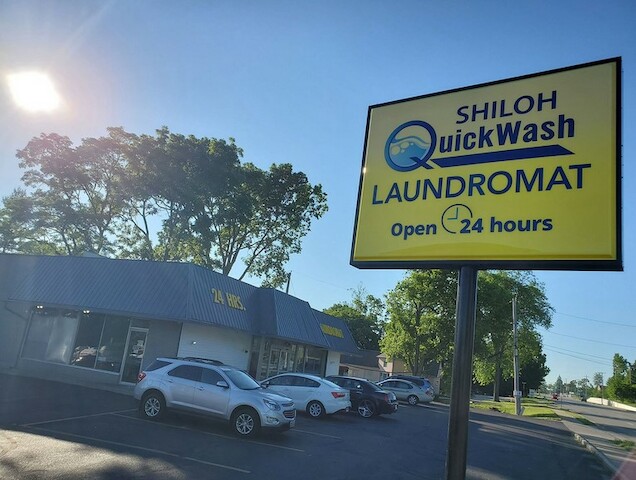 SHILOH
QuickWash
LAUNDROMAT
Open 24 hours
24 HRS.